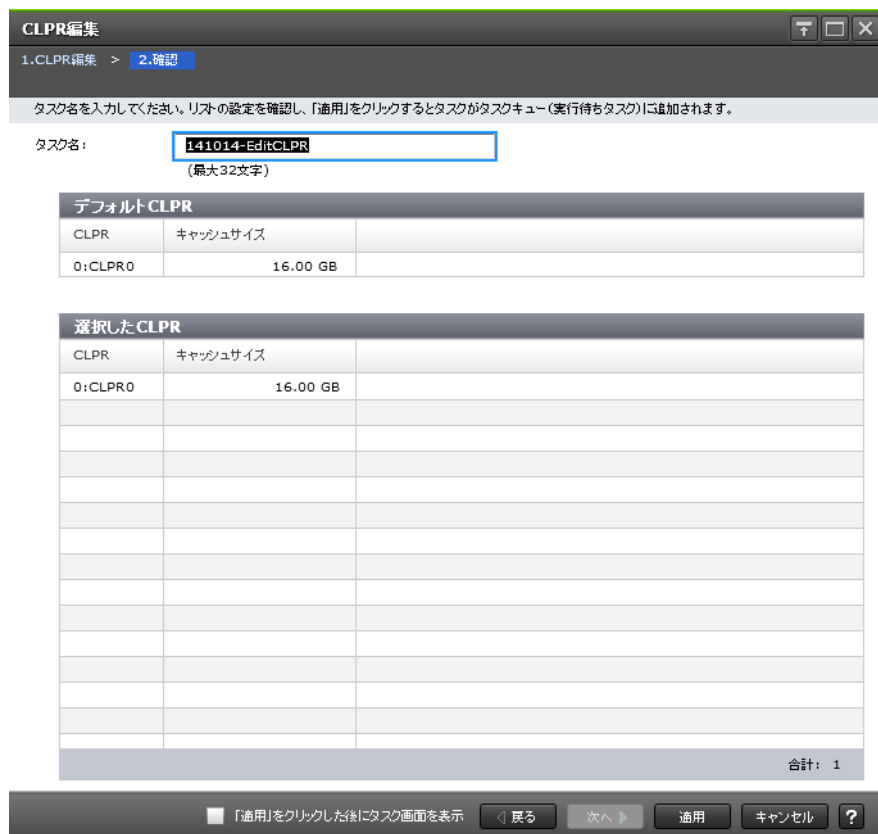 CLPR編集
1.CLPR編集 > 2.確認
タスク名を入力してください。リストの設定を確認し、「適用」をクリックするとタスクがタスクキュー(実行待ちタスク)に追加されます。
タスク名: 141014-EditCLPR
(最大32文字)
デフォルトCLPR
CLPR キャッシュサイズ
0:CLPR0 16.00 GB
選択したCLPR
CLPR キャッシュサイズ
0:CLPR0 16.00 GB
合計: 1
「適用」をクリックした後にタスク画面を表示 戻る 次へ 適用 キャンセル ?